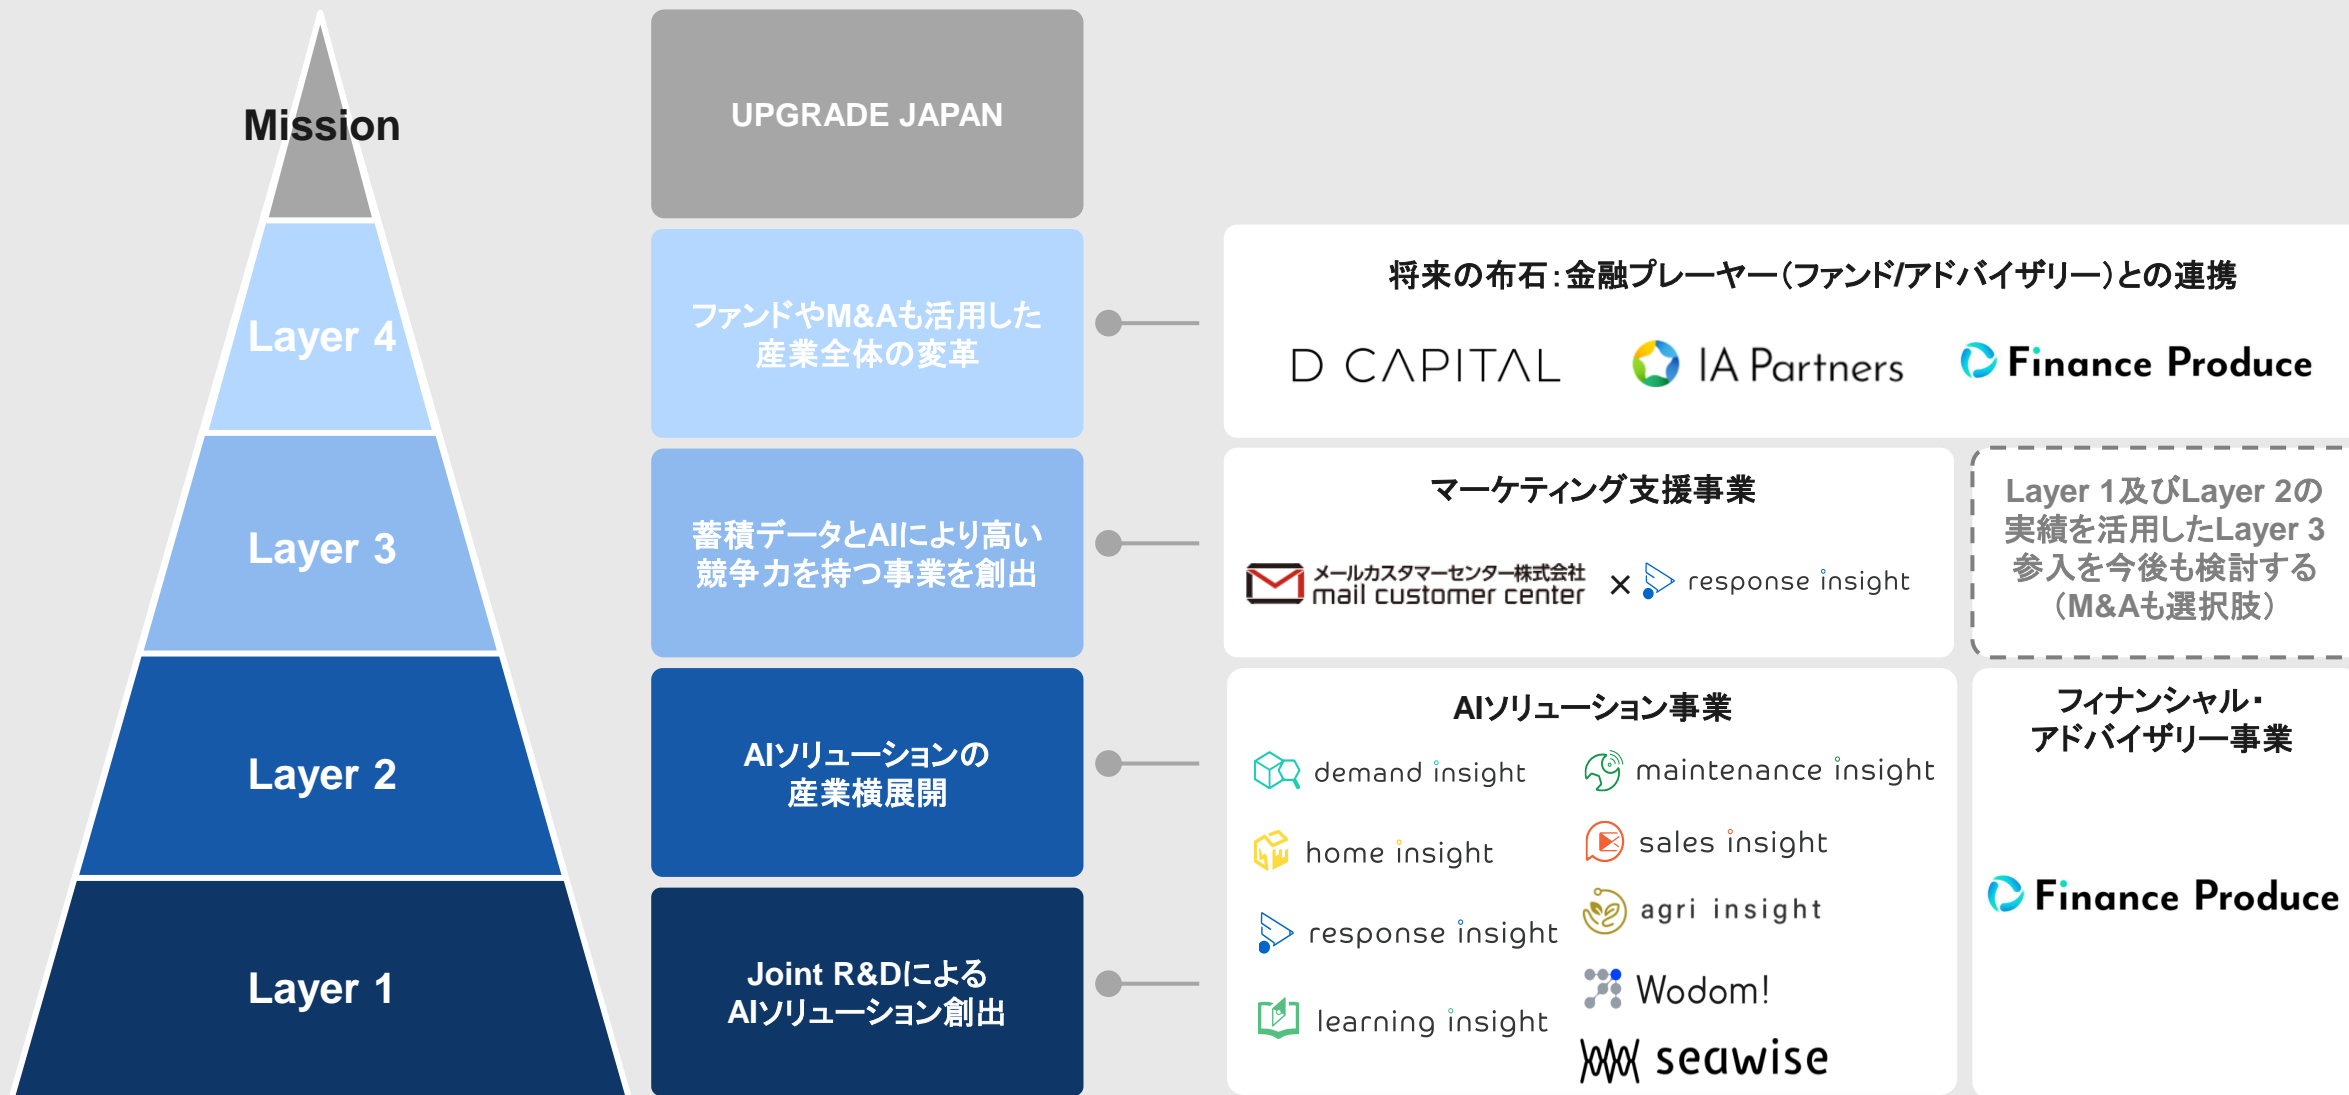 Mission
UPGRADE JAPAN
Layer 4
ファンドやM&Aも活用した
産業全体の変革
将来の布石：金融プレーヤー（ファンド/アドバイザリー）との連携
D CAPITAL
IA Partners
Finance Produce
Layer 3
蓄積データとAIにより高い
競争力を持つ事業を創出
マーケティング支援事業
メールカスタマーセンター株式会社
mail customer center
×
response insight
Layer 1及びLayer 2の
実績を活用したLayer 3
参入を今後も検討する
（M&Aも選択肢）
Layer 2
AIソリューションの
産業横展開
Layer 1
Joint R&Dによる
AIソリューション創出
AIソリューション事業
demand insight
home insight
response insight
learning insight
maintenance insight
sales insight
agri insight
Wodom!
seawise
フィナンシャル・
アドバイザリー事業
Finance Produce